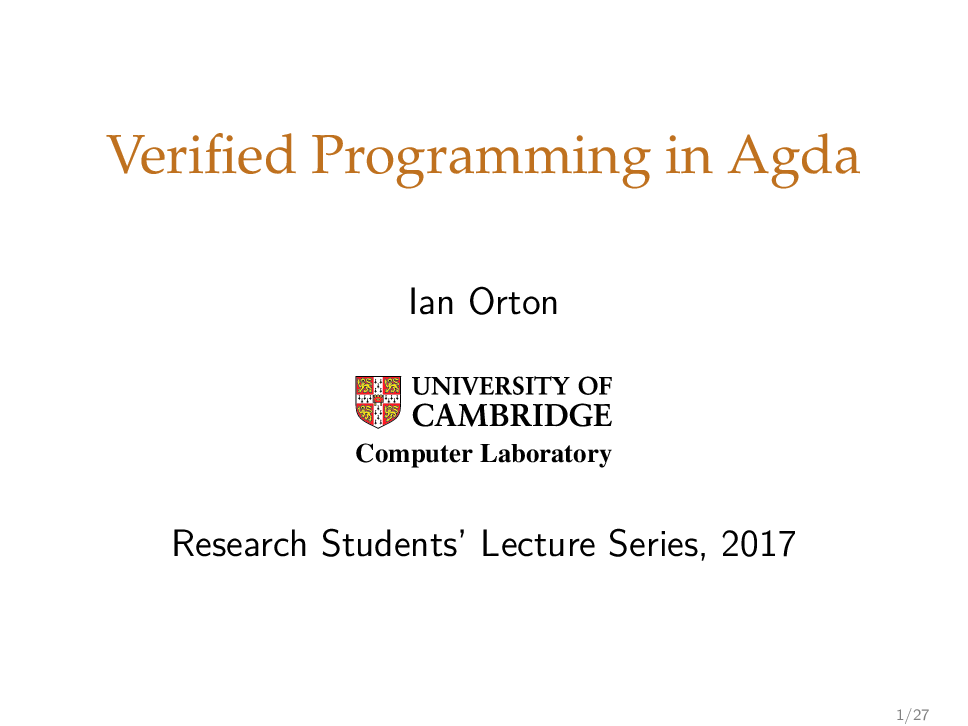 Verified Programming in Agda
Ian Orton
UNIVERSITY OF
CAMBRIDGE
Computer Laboratory
Research Students' Lecture Series, 2017
1/27